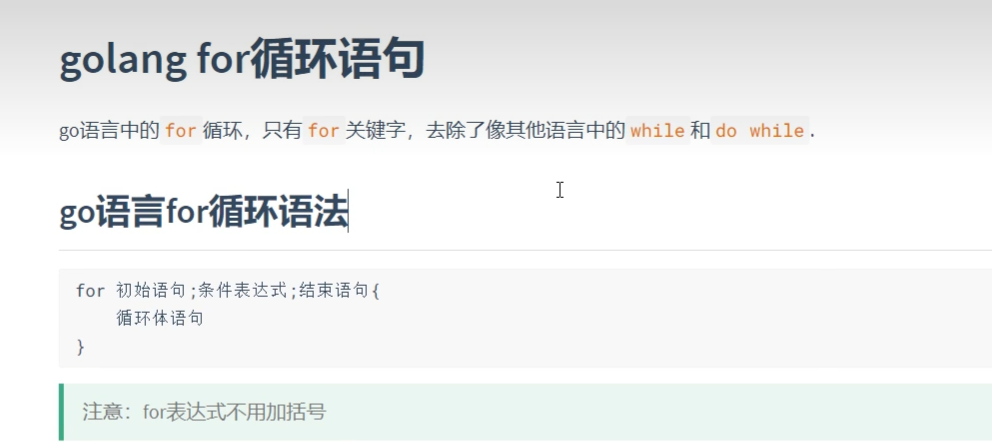 golang for循环语句
go语言中的for循环，只有for关键字，去除了像其他语言中的while和do while.
go语言for循环语法
for 初始语句;条件表达式;结束语句{
    循环体语句
}
注意：for表达式不用加括号